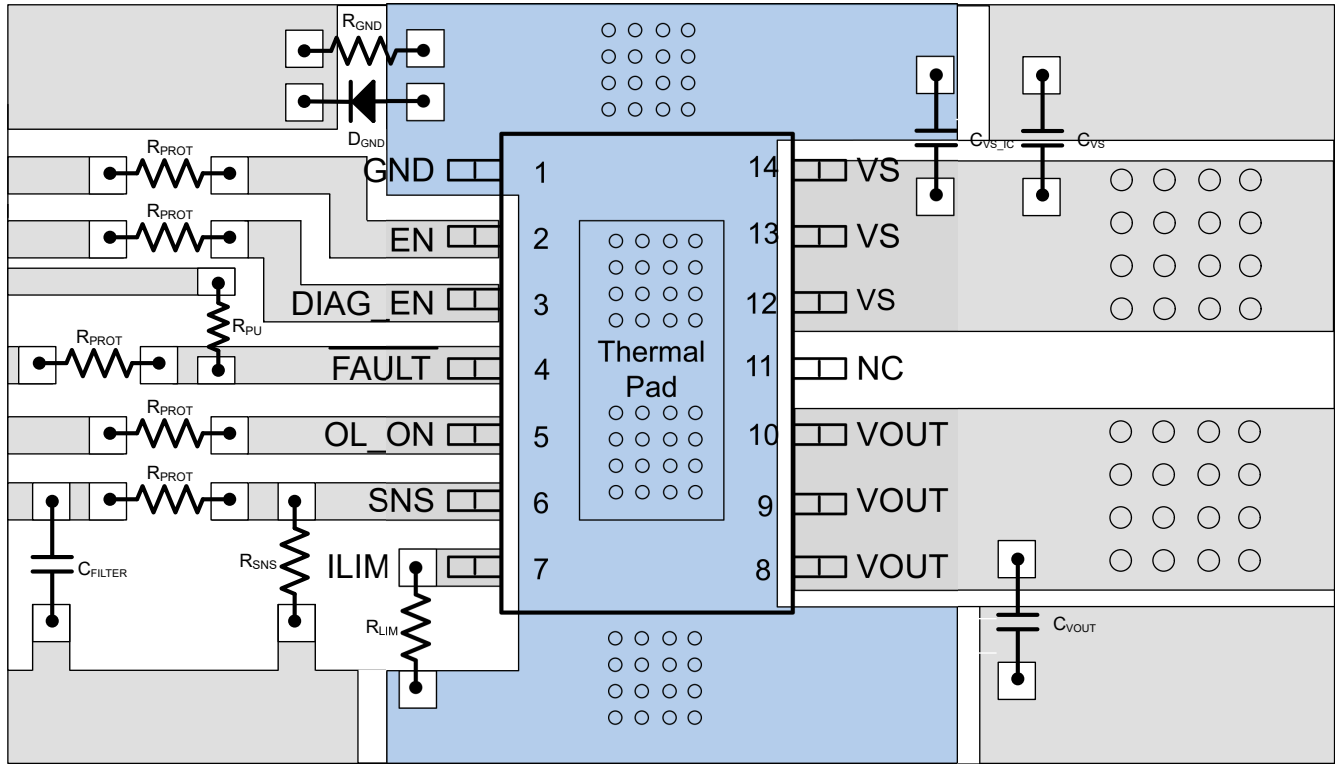 RGND
DGND
RPROT
GND
1
14
VS
CVS_IC
CVS
RPROT
EN
2
13
VS
DIAG_EN
3
12
VS
RPU
RPROT
FAULT
4
Thermal
Pad
11
NC
RPROT
OL_ON
5
10
VOUT
RPROT
SNS
6
9
VOUT
CFILTER
RSNS
ILIM
7
8
VOUT
RLIM
CVOUT